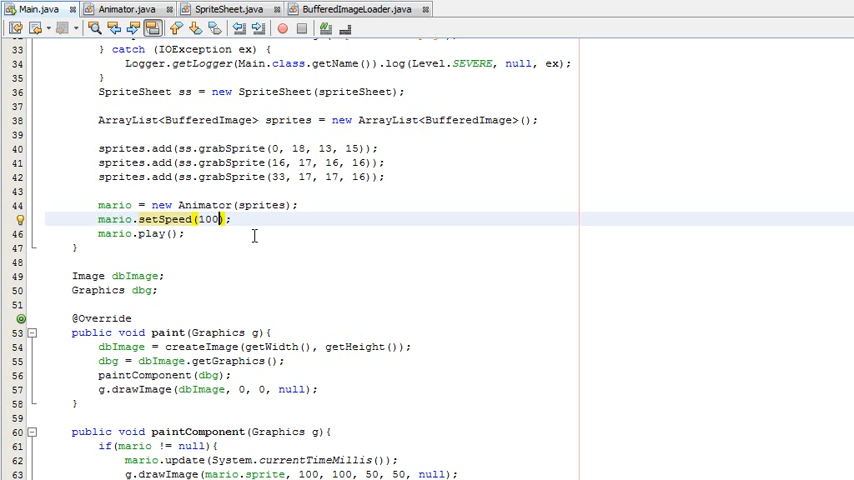 Main.java Animator.java SpriteSheet.java BufferedImageLoader.java
33 } catch (IOException ex) {
34 Logger.getLogger(Main.class.getName()).log(Level.SEVERE, null, ex);
35 }
36 SpriteSheet ss = new SpriteSheet(spriteSheet);
37
38 ArrayList<BufferedImage> sprites = new ArrayList<BufferedImage>();
39
40 sprites.add(ss.grabSprite(0, 18, 13, 15));
41 sprites.add(ss.grabSprite(16, 17, 16, 16));
42 sprites.add(ss.grabSprite(33, 17, 17, 16));
43
44 mario = new Animator(sprites);
mario.setSpeed(100);
46 mario.play();
47 }
48
49 Image dbImage;
50 Graphics dbg;
51
@Override
53 public void paint(Graphics g){
54 dbImage = createImage(getWidth(), getHeight());
55 dbg = dbImage.getGraphics();
56 paintComponent(dbg);
57 g.drawImage(dbImage, 0, 0, null);
58 }
59
60 public void paintComponent(Graphics g){
61 if(mario != null){
62 mario.update(System.currentTimeMillis());
63 g.drawImage(mario.sprite, 100, 100, 50, 50, null);